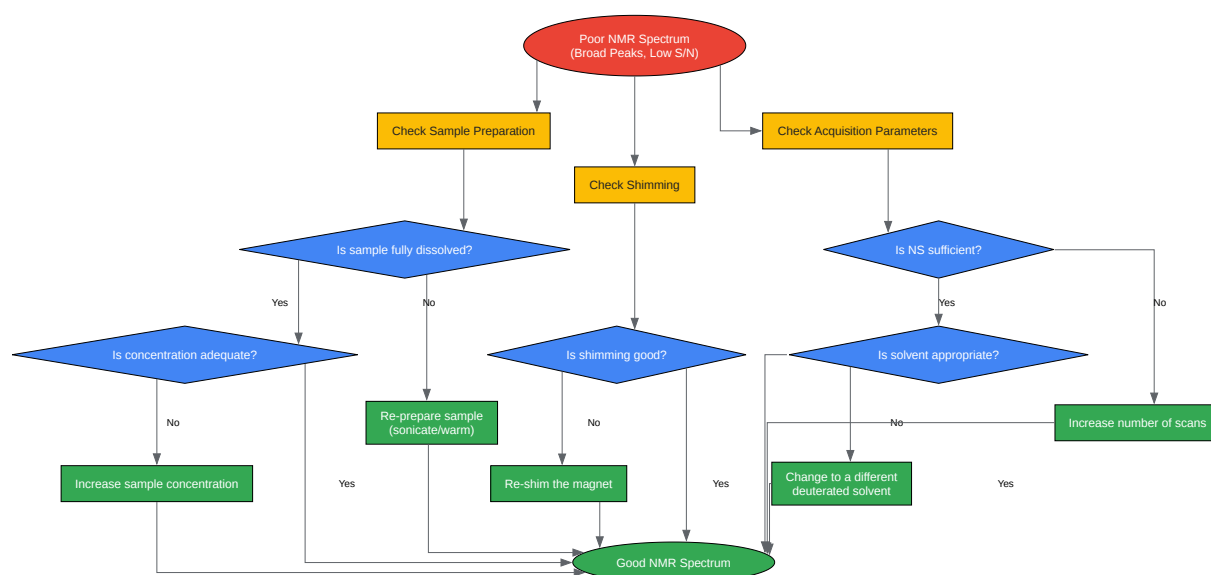 Poor NMR Spectrum
(Broad Peaks, Low S/N)
Check Sample Preparation
Check Acquisition Parameters
Check Shimming
Is sample fully dissolved?
Is NS sufficient?
Yes
No
Yes
No
Is concentration adequate?
Is shimming good?
Is solvent appropriate?
Re-prepare sample
(sonicate/warm)
No
No
No
Increase number of scans
Increase sample concentration
Yes
Re-shim the magnet
Yes
Change to a different
deuterated solvent
Yes
Good NMR Spectrum